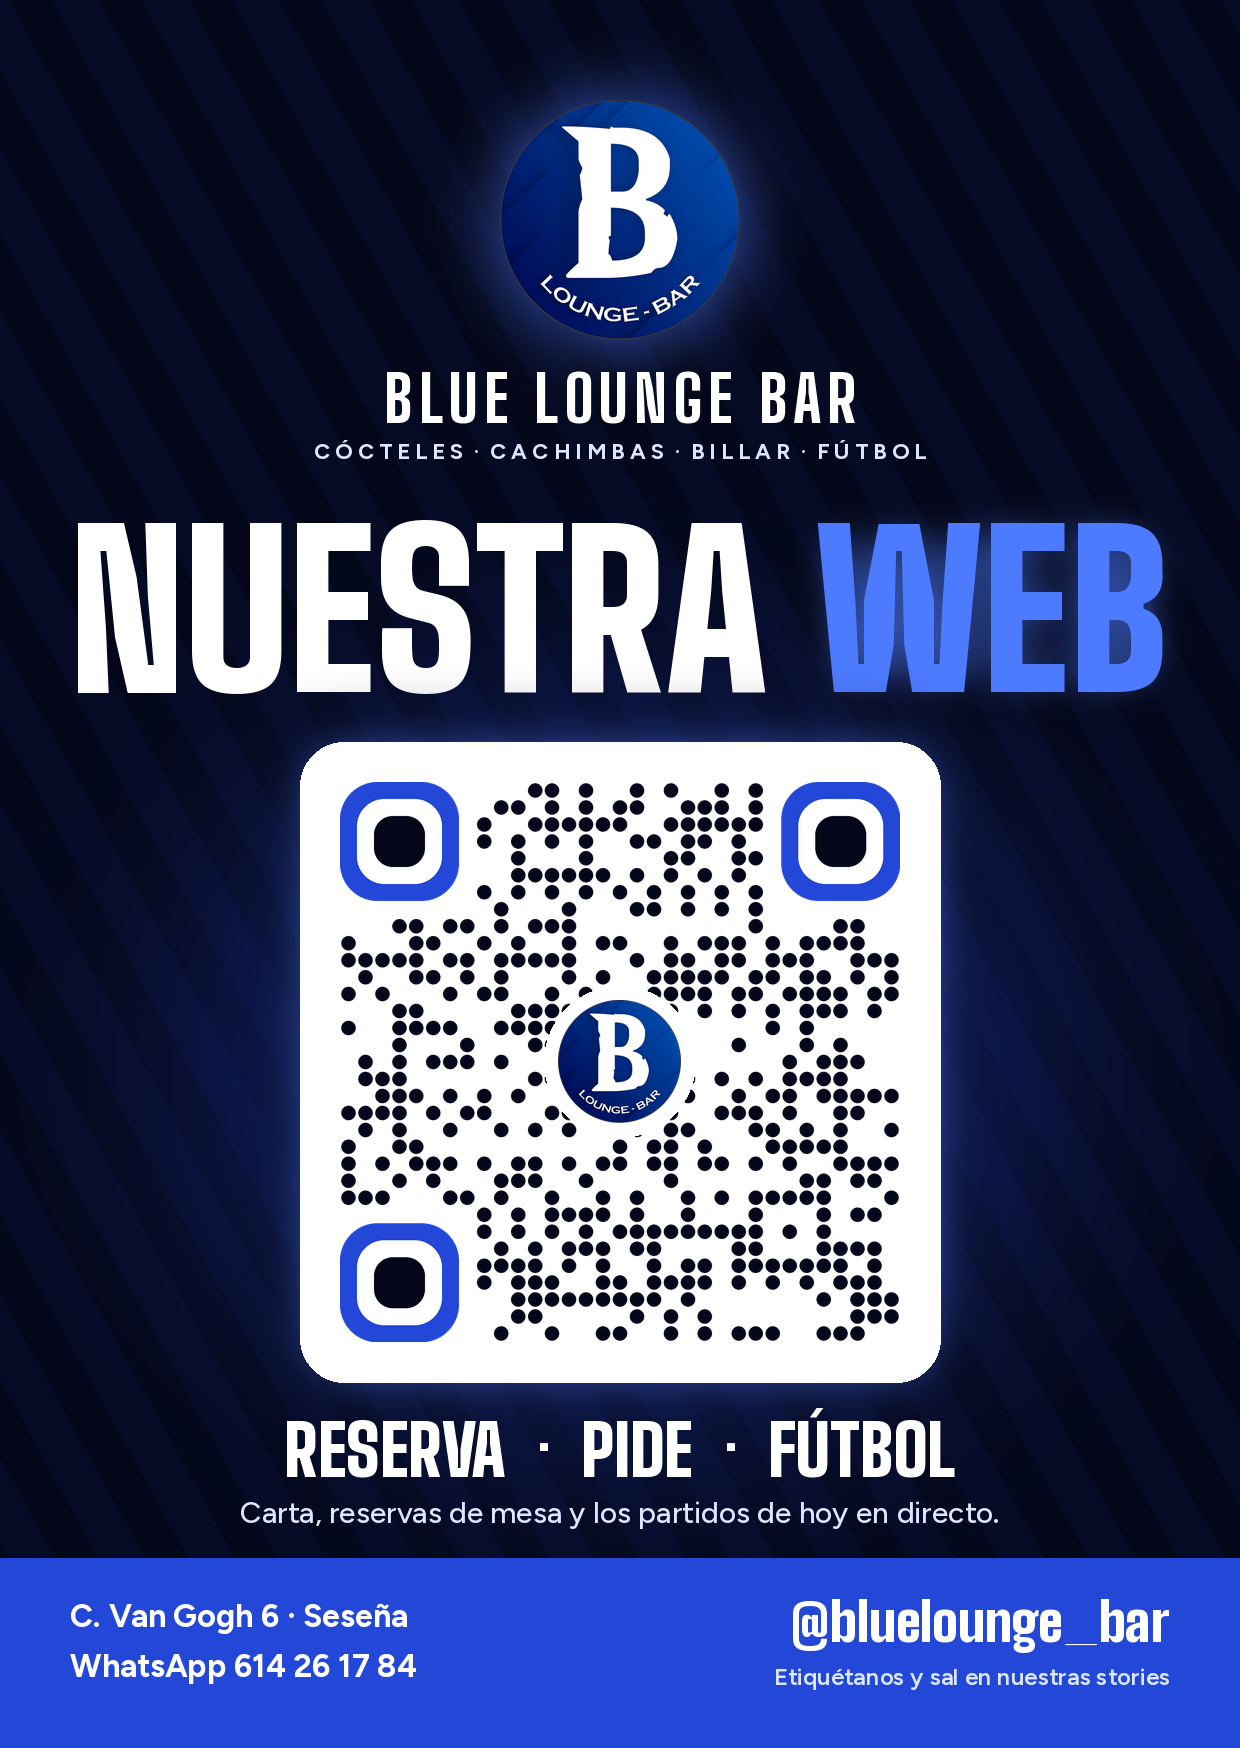 B
LOUNGE - BAR
BLUE LOUNGE BAR
CÓCTELES · CACHIMBAS · BILLAR · FÚTBOL
NUESTRA WEB
B
LOUNGE - BAR
RESERVA · PIDE · FÚTBOL
Carta, reservas de mesa y los partidos de hoy en directo.
C. Van Gogh 6 · Seseña
WhatsApp 614 26 17 84
@bluelounge_bar
Etiquétanos y sal en nuestras stories